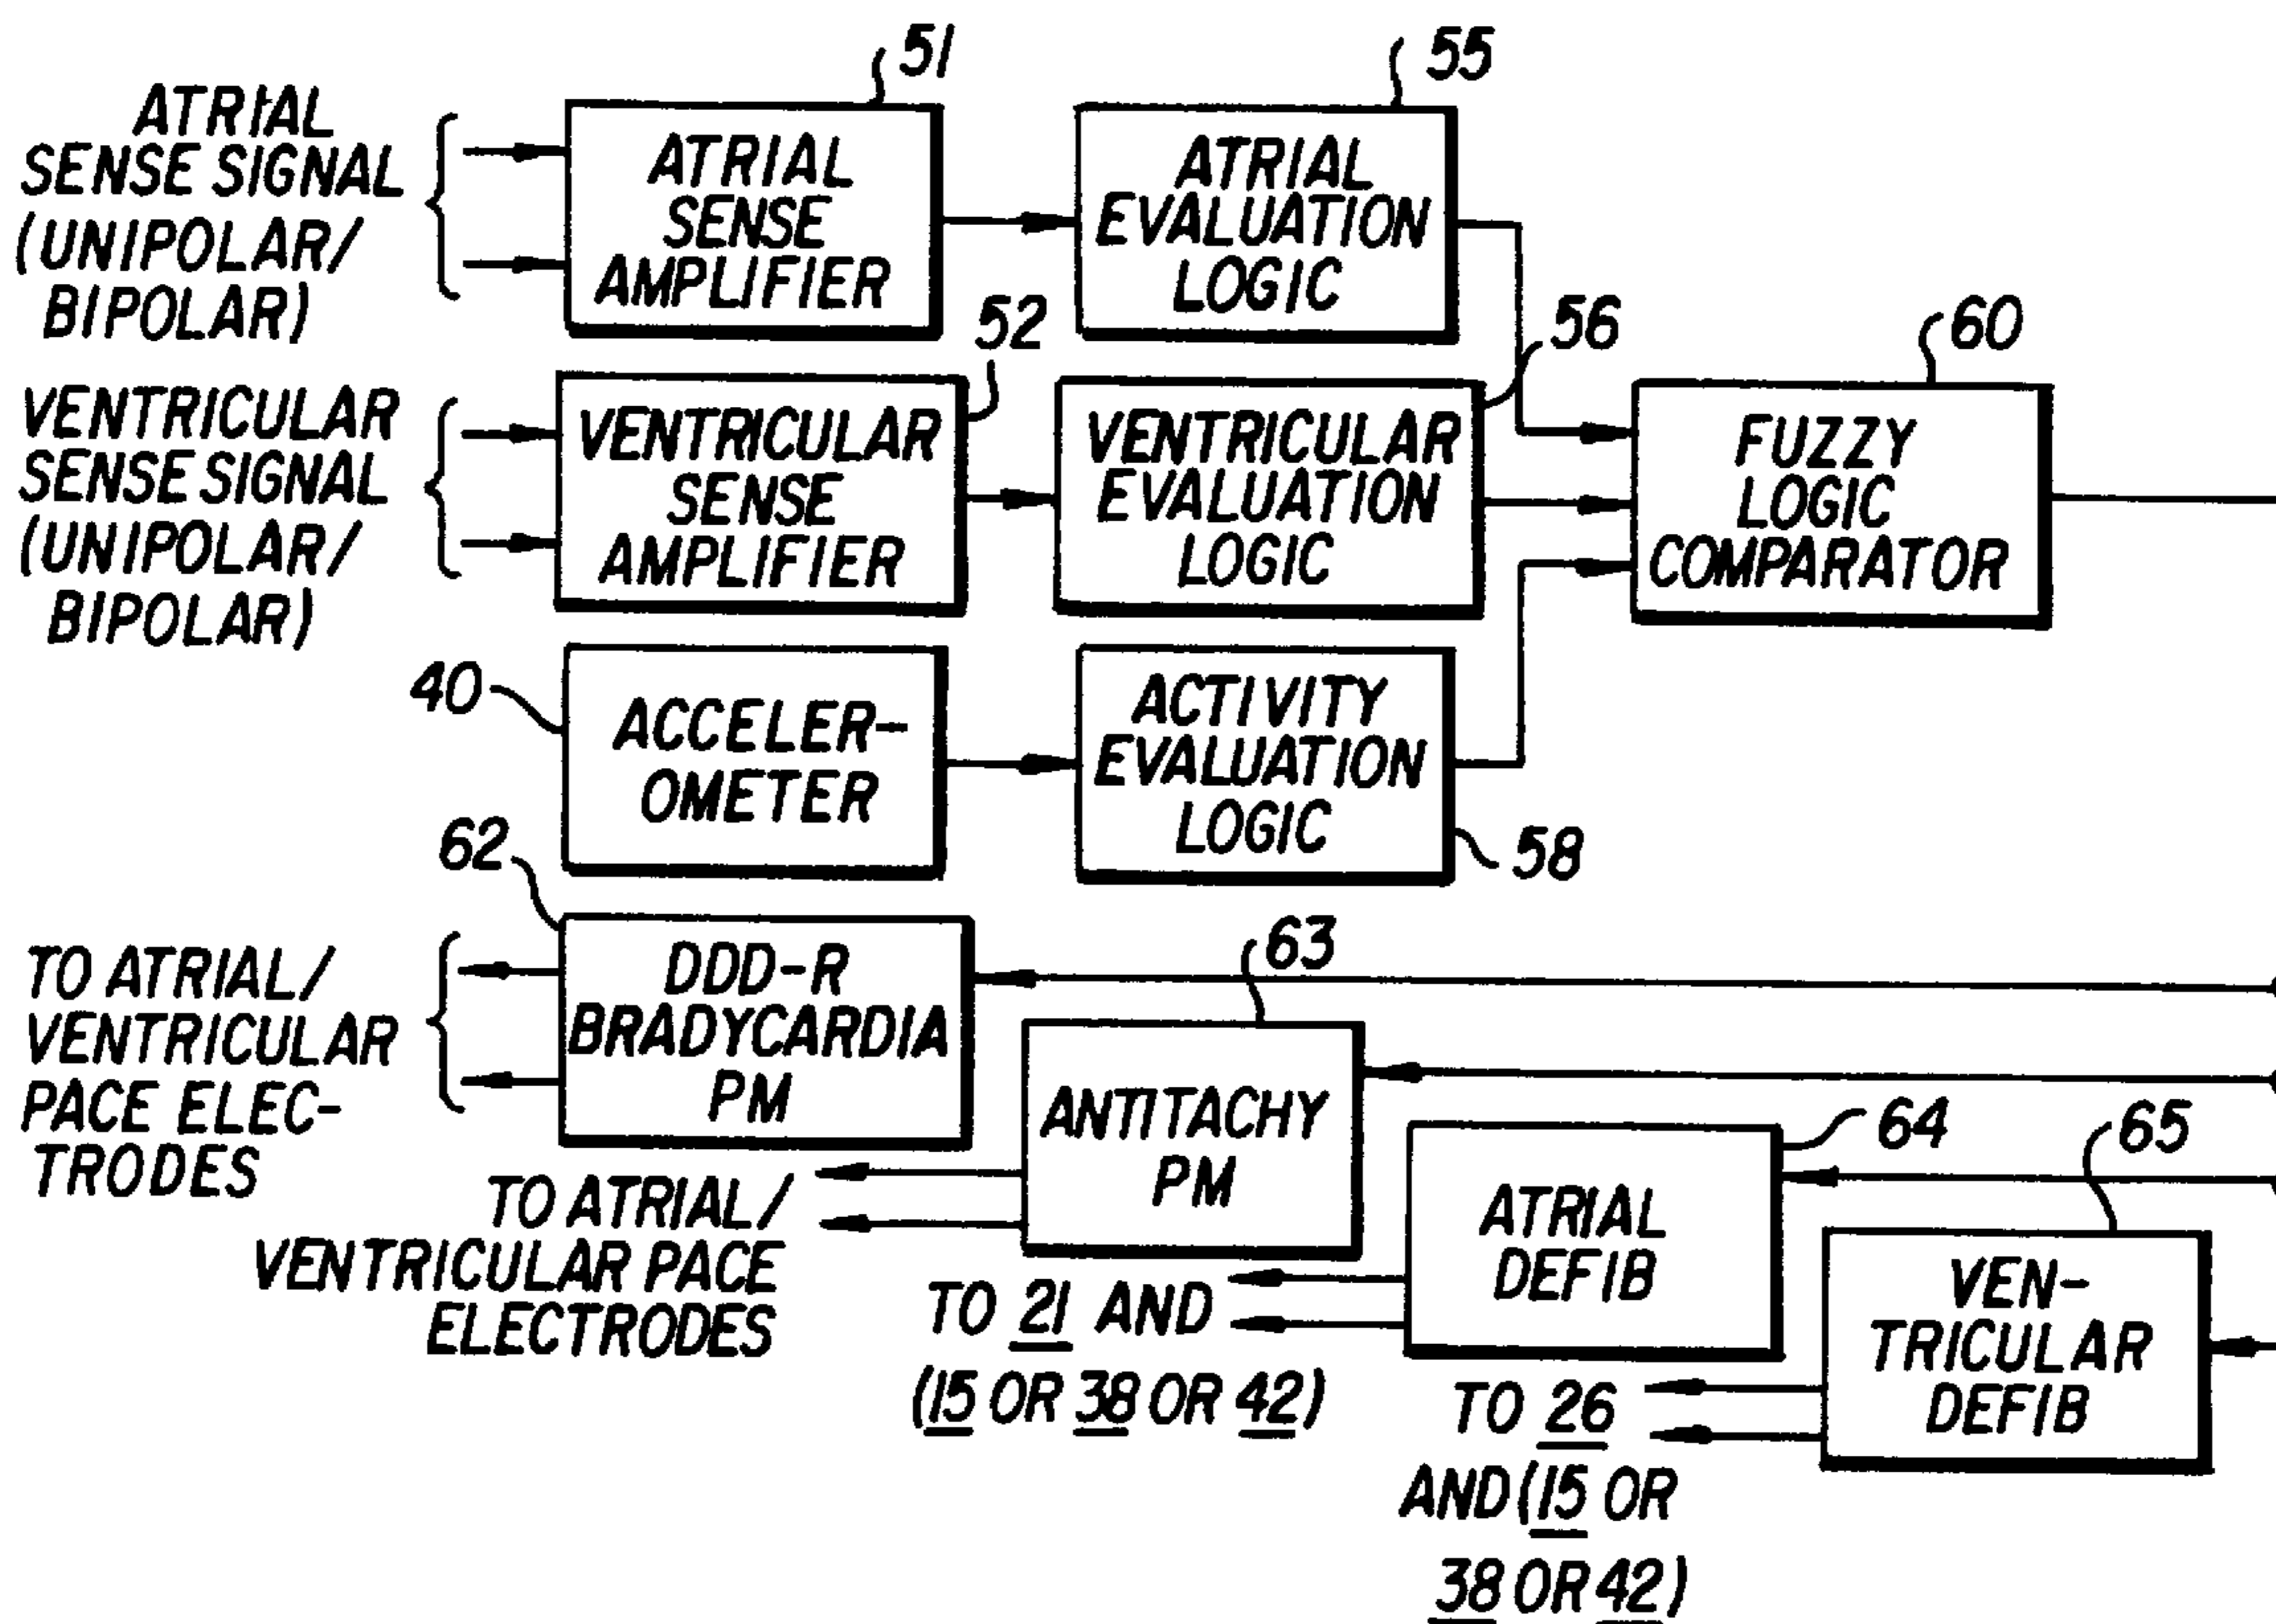 51
55
ATRIAL
SENSE SIGNAL
(UNIPOLAR/
BIPOLAR)
ATRIAL
SENSE
AMPLIFIER
ATRIAL
EVALUATION
LOGIC
52
56
60
VENTRICULAR
SENSE SIGNAL
(UNIPOLAR/
BIPOLAR)
VENTRICULAR
SENSE
AMPLIFIER
VENTRICULAR
EVALUATION
LOGIC
FUZZY
LOGIC
COMPARATOR
40
ACCELER-
OMETER
ACTIVITY
EVALUATION
LOGIC
58
62
TO ATRIAL/
VENTRICULAR
PACE ELEC-
TRODES
DDD-R
BRADYCARDIA
PM
63
ANTITACHY
PM
TO ATRIAL/
VENTRICULAR PACE
ELECTRODES
64
ATRIAL
DEFIB
TO 21 AND
(15 OR 38 OR 42)
65
VEN-
TRICULAR
DEFIB
TO 26
AND (15 OR
38 OR 42)